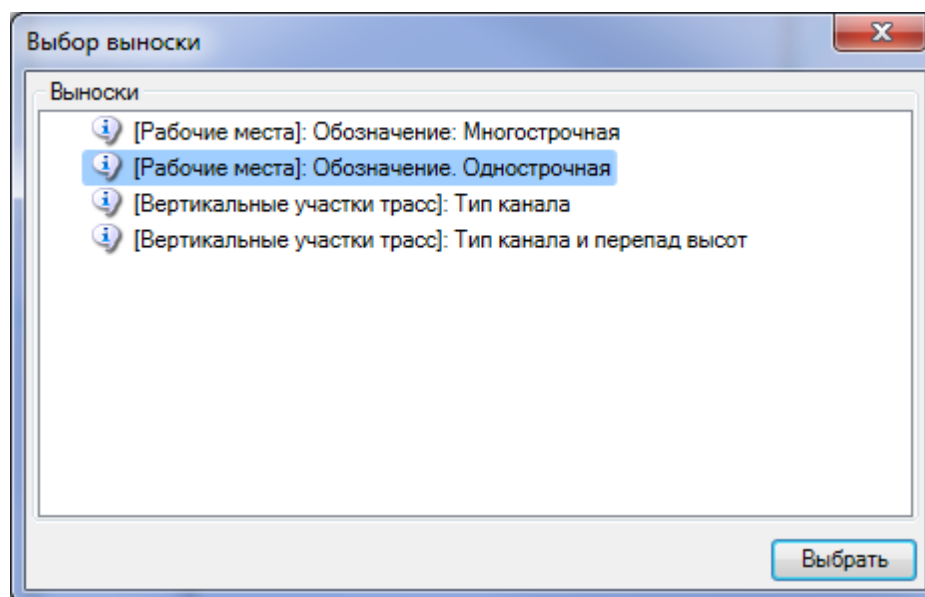 Выбор выноски
Выноски
[Рабочие места]: Обозначение: Многострочная
[Рабочие места]: Обозначение. Однострочная
[Вертикальные участки трасс]: Тип канала
[Вертикальные участки трасс]: Тип канала и перепад высот
Выбрать